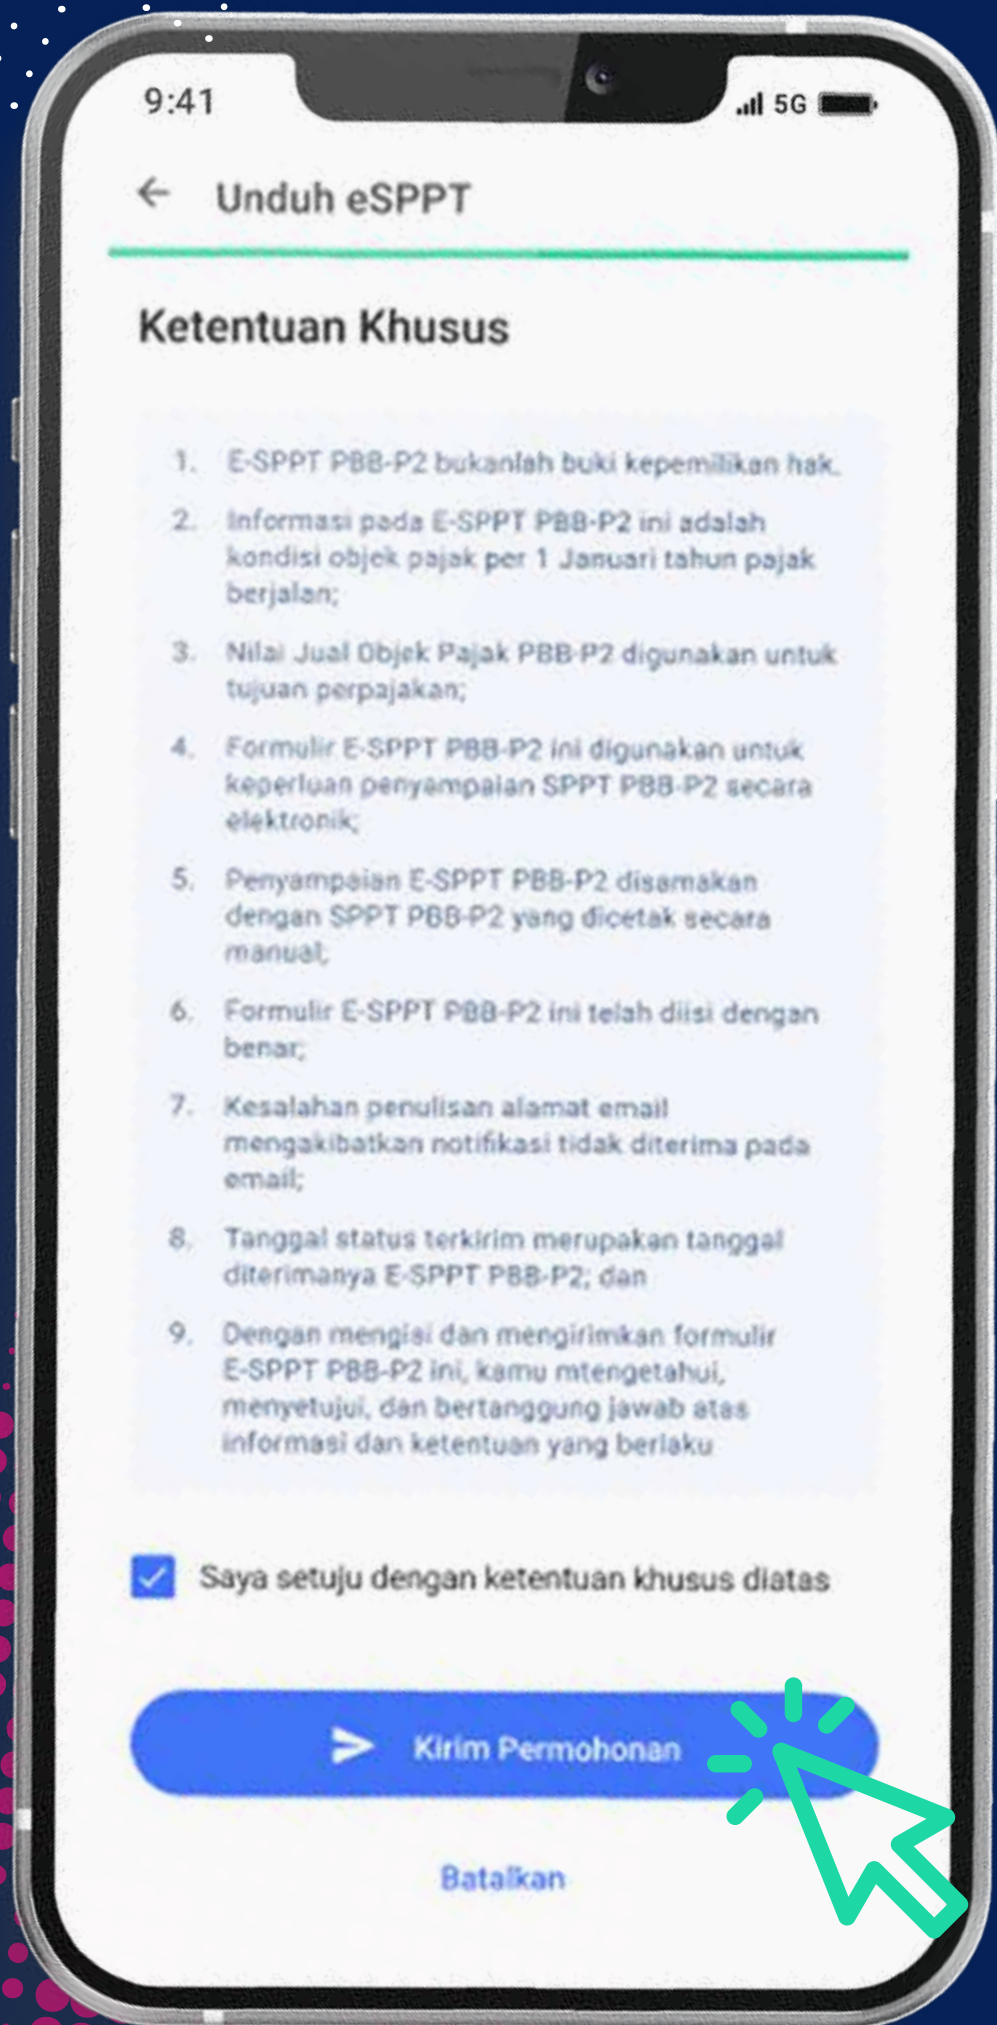 9:41
5G
Unduh eSPPT
Ketentuan Khusus
1. E-SPPT PBB-P2 bukanlah buki kepemilikan hak.
2. Informasi pada E-SPPT PBB-P2 ini adalah
kondisi objek pajak per 1 Januari tahun pajak
berjalan;
3. Nilai Jual Objek Pajak PBB-P2 digunakan untuk
tujuan perpajakan;
4. Formulir E-SPPT PBB-P2 ini digunakan untuk
keperluan penyampaian SPPT PBB-P2 secara
elektronik;
5. Penyampaian E-SPPT PBB-P2 disamakan
dengan SPPT PBB-P2 yang dicetak secara
manual;
6. Formulir E-SPPT PBB-P2 ini telah diisi dengan
benar;
7. Kesalahan penulisan alamat email
mengakibatkan notifikasi tidak diterima pada
email;
8. Tanggal status terkirim merupakan tanggal
diterimanya E-SPPT PBB-P2; dan
9. Dengan mengisi dan mengirimkan formulir
E-SPPT PBB-P2 ini, kamu mtengetahui,
menyetujui, dan bertanggung jawab atas
informasi dan ketentuan yang berlaku
Saya setuju dengan ketentuan khusus diatas
Kirim Permohonan
Batalkan